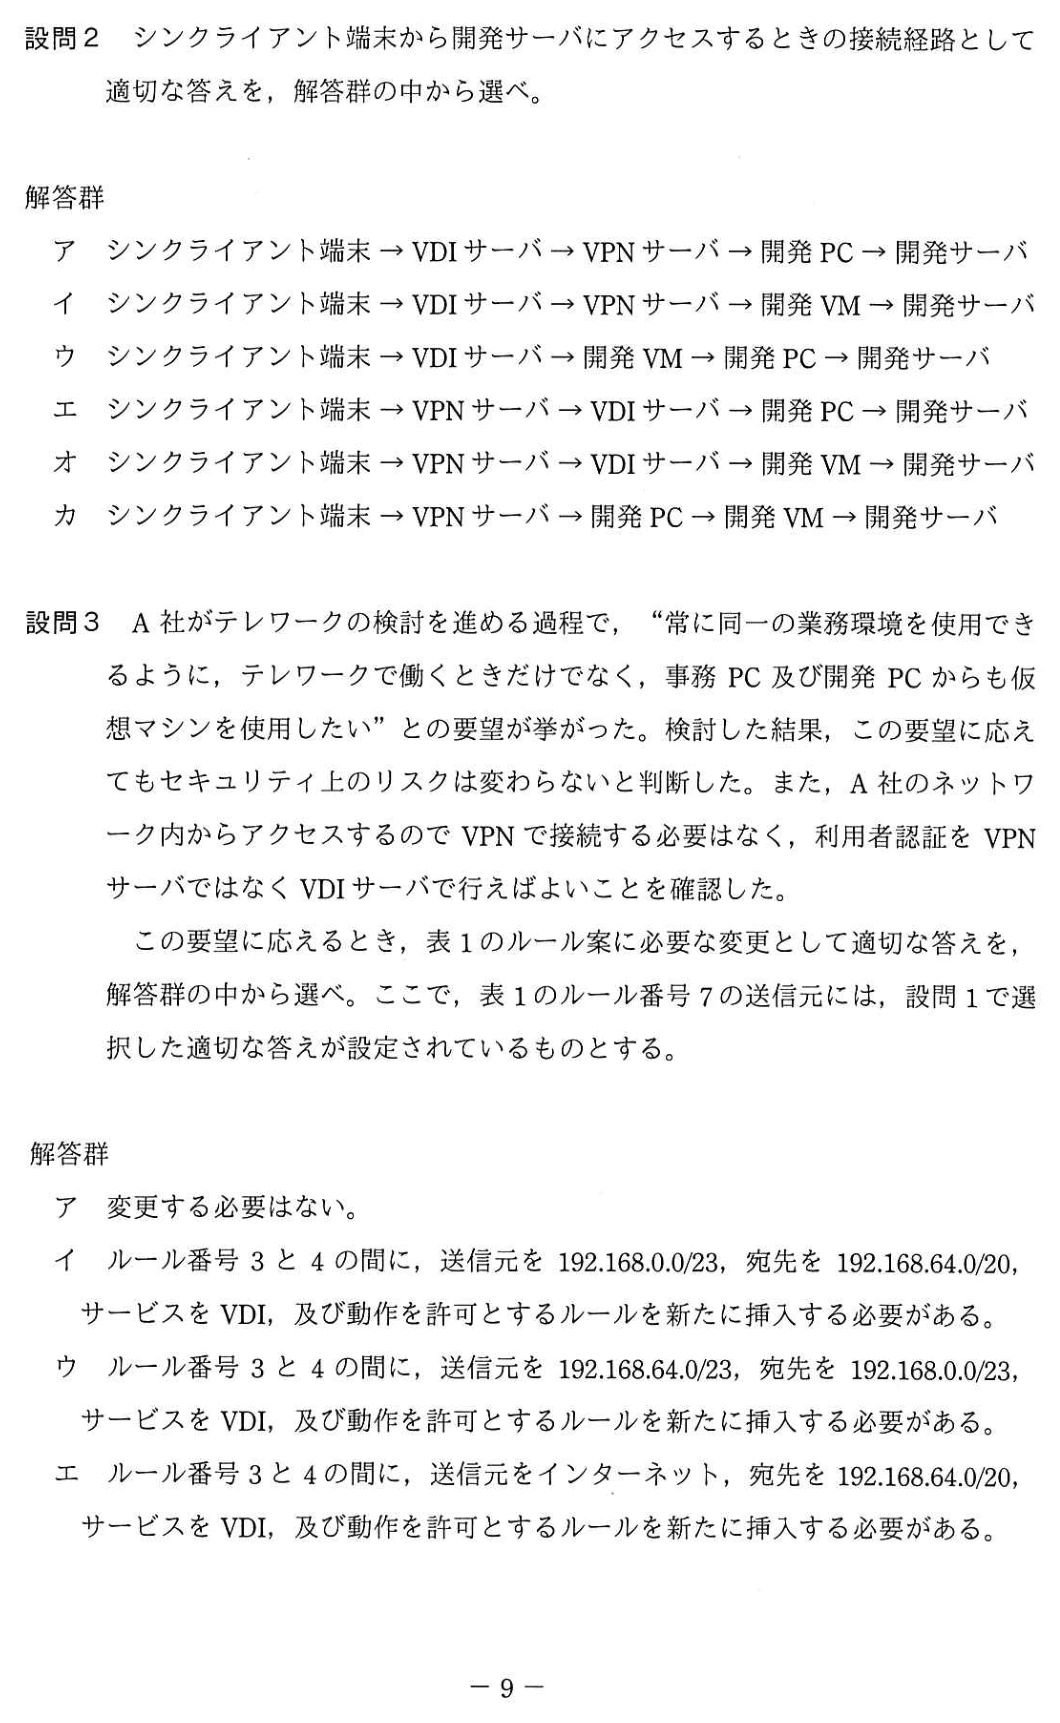 設問2 シンクライアント端末から開発サーバにアクセスするときの接続経路として
適切な答えを，解答群の中から選べ。
解答群
ア シンクライアント端末 → VDI サーバ → VPN サーバ → 開発 PC → 開発サーバ
イ シンクライアント端末 → VDI サーバ → VPN サーバ → 開発 VM → 開発サーバ
ウ シンクライアント端末 → VDI サーバ → 開発 VM → 開発 PC → 開発サーバ
エ シンクライアント端末 → VPN サーバ → VDI サーバ → 開発 PC → 開発サーバ
オ シンクライアント端末 → VPN サーバ → VDI サーバ → 開発 VM → 開発サーバ
カ シンクライアント端末 → VPN サーバ → 開発 PC → 開発 VM → 開発サーバ
設問3 A 社がテレワークの検討を進める過程で，“常に同一の業務環境を使用でき
るように，テレワークで働くときだけでなく，事務 PC 及び開発 PC からも仮
想マシンを使用したい”との要望が挙がった。検討した結果，この要望に応え
てもセキュリティ上のリスクは変わらないと判断した。また，A 社のネットワ
ーク内からアクセスするので VPN で接続する必要はなく，利用者認証を VPN
サーバではなく VDI サーバで行えばよいことを確認した。
この要望に応えるとき，表 1 のルール案に必要な変更として適切な答えを，
解答群の中から選べ。ここで，表 1 のルール番号 7 の送信元には，設問 1 で選
択した適切な答えが設定されているものとする。
解答群
ア 変更する必要はない。
イ ルール番号 3 と 4 の間に，送信元を 192.168.0.0/23，宛先を 192.168.64.0/20，
サービスを VDI，及び動作を許可とするルールを新たに挿入する必要がある。
ウ ルール番号 3 と 4 の間に，送信元を 192.168.64.0/23，宛先を 192.168.0.0/23，
サービスを VDI，及び動作を許可とするルールを新たに挿入する必要がある。
エ ルール番号 3 と 4 の間に，送信元をインターネット，宛先を 192.168.64.0/20，
サービスを VDI，及び動作を許可とするルールを新たに挿入する必要がある。
－ 9 －